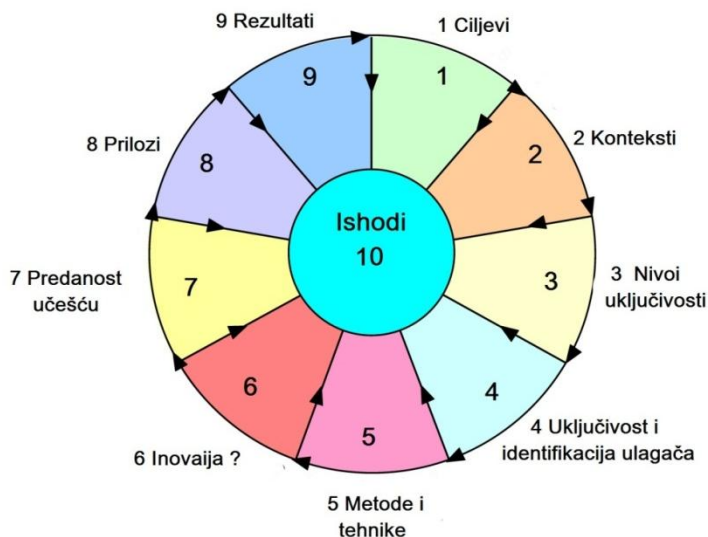 9 Rezultati
1 Ciljevi
9
1
8 Prilozi
8
2
2 Konteksti
Ishodi
10
7 Predanost
učešću
7
3
3 Nivoi
uključivosti
6
4
5
6 Inovaija ?
4 Uključivost i
identifikacija ulagača
5 Metode i
tehnike